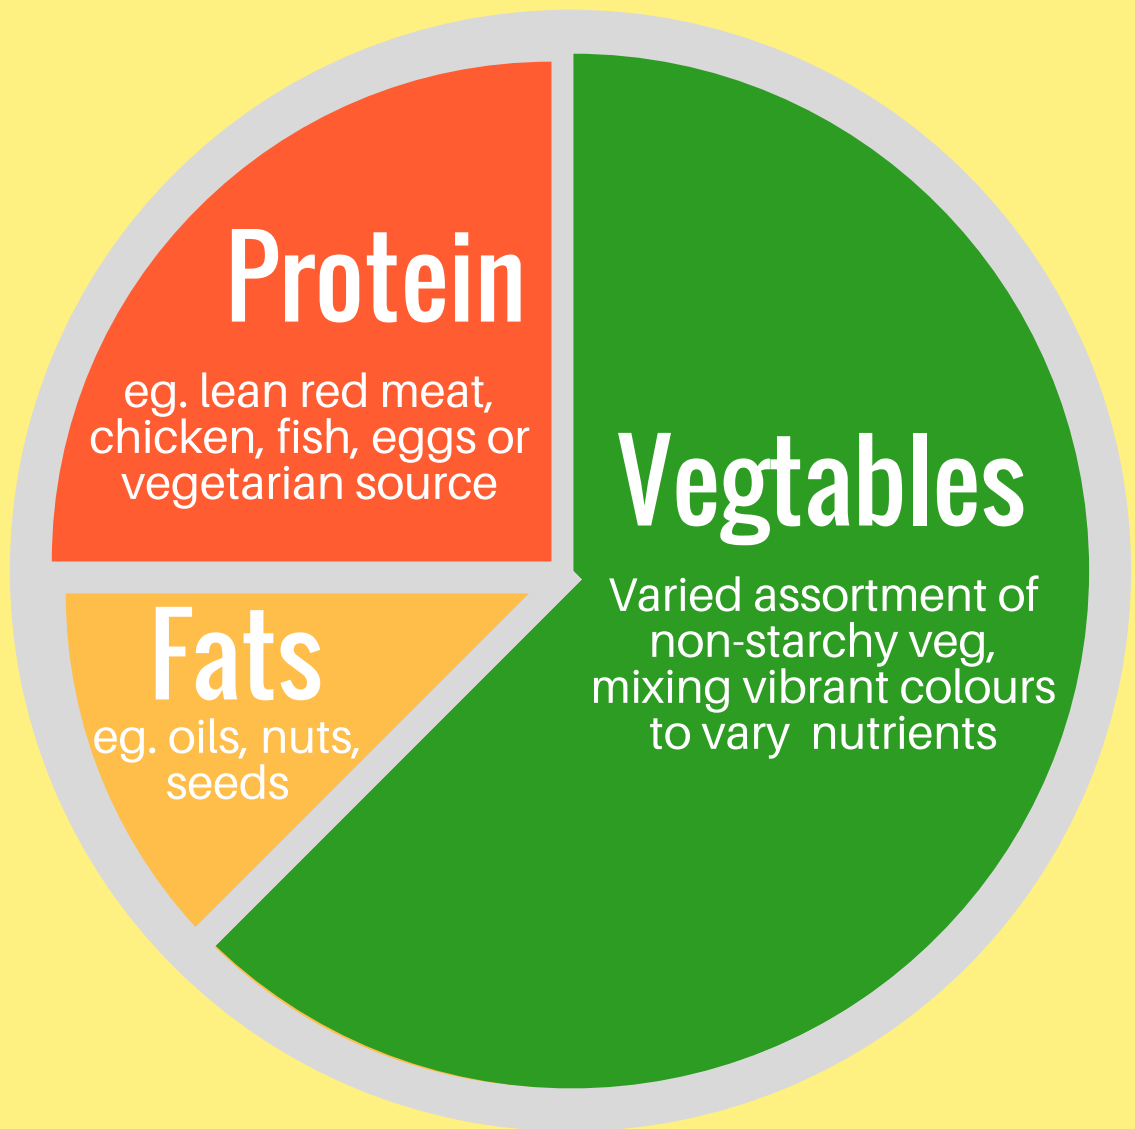 Protein
eg. lean red meat,
chicken, fish, eggs or
vegetarian source
Vegtables
Varied assortment of
non-starchy veg,
mixing vibrant colours
to vary  nutrients
Fats
eg. oils, nuts,
seeds